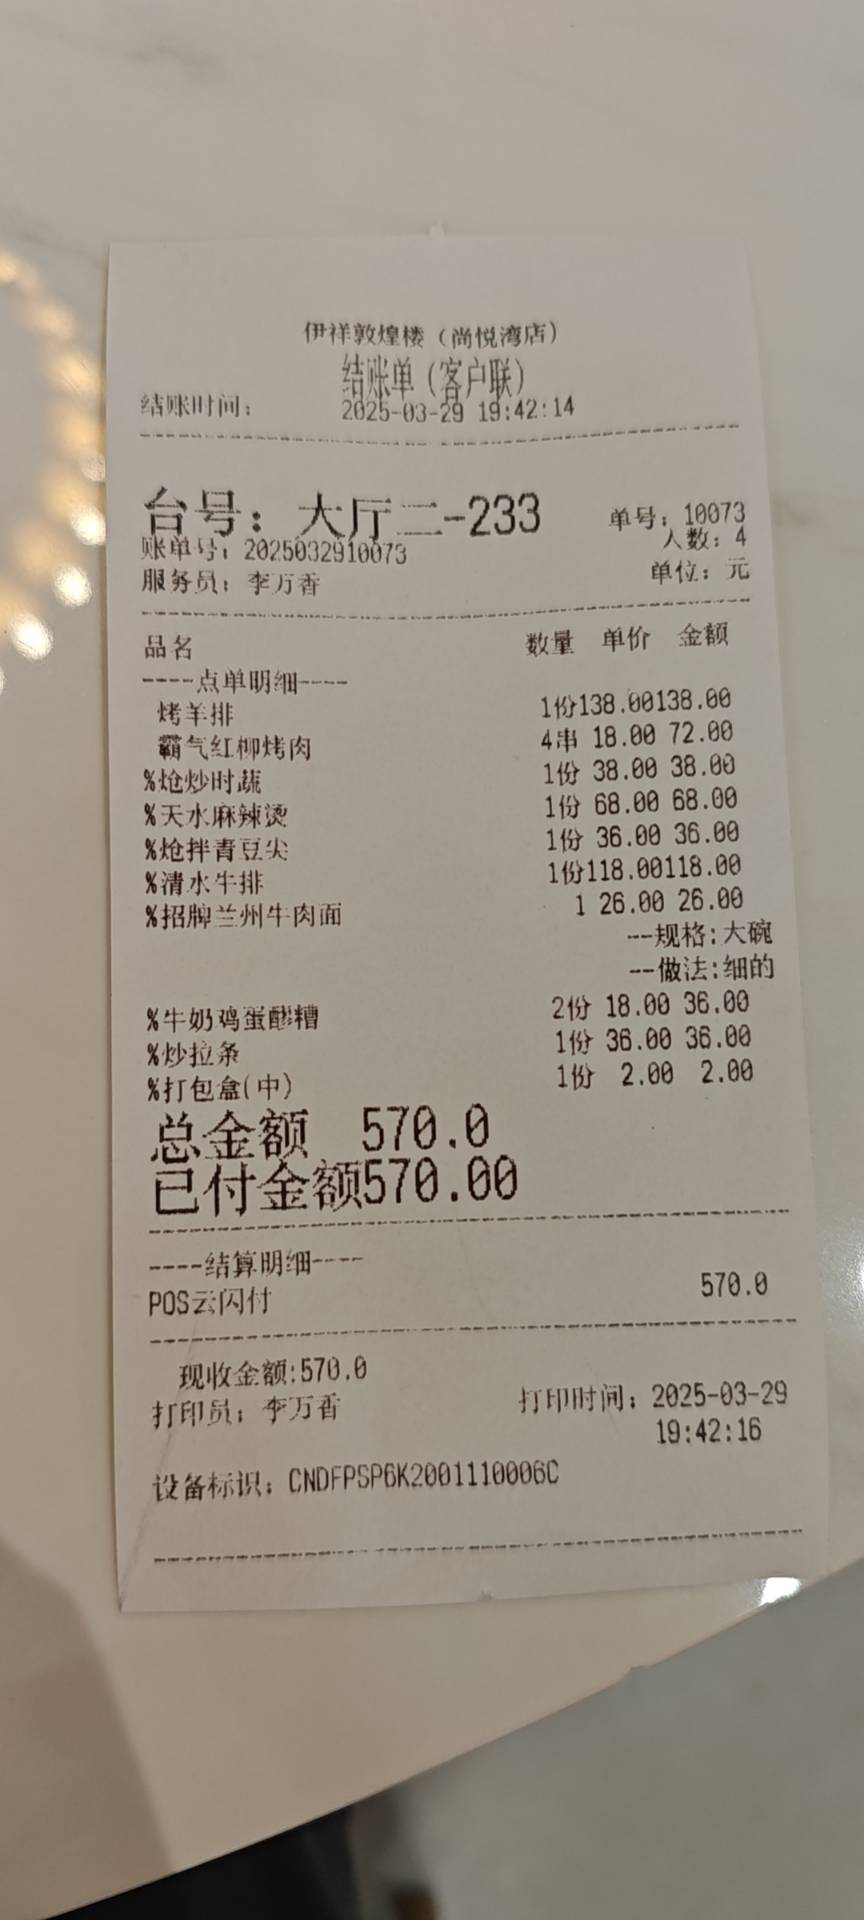 伊祥敦煌楼（尚悦湾店）
结账单（客户联）
结账时间： 2025-03-29 19:42:14
台号：大厅二-233 单号：10073
人数：4
账单号：2025032910073
服务员：李万香 单位：元
品名 数量 单价 金额
----点单明细----
烤羊排 1份138.00138.00
霸气红柳烤肉 4串 18.00 72.00
%炝炒时蔬 1份 38.00 38.00
%天水麻辣烫 1份 68.00 68.00
%炝拌青豆尖 1份 36.00 36.00
%清水牛排 1份118.00118.00
%招牌兰州牛肉面 1 26.00 26.00
---规格:大碗
---做法:细的
%牛奶鸡蛋醪糟 2份 18.00 36.00
%炒拉条 1份 36.00 36.00
%打包盒(中) 1份 2.00 2.00
总金额 570.0
已付金额570.00
----结算明细----
POS云闪付 570.0
现收金额:570.0
打印员：李万香 打印时间：2025-03-29
19:42:16
设备标识：CNDFPSP6K2001110006C